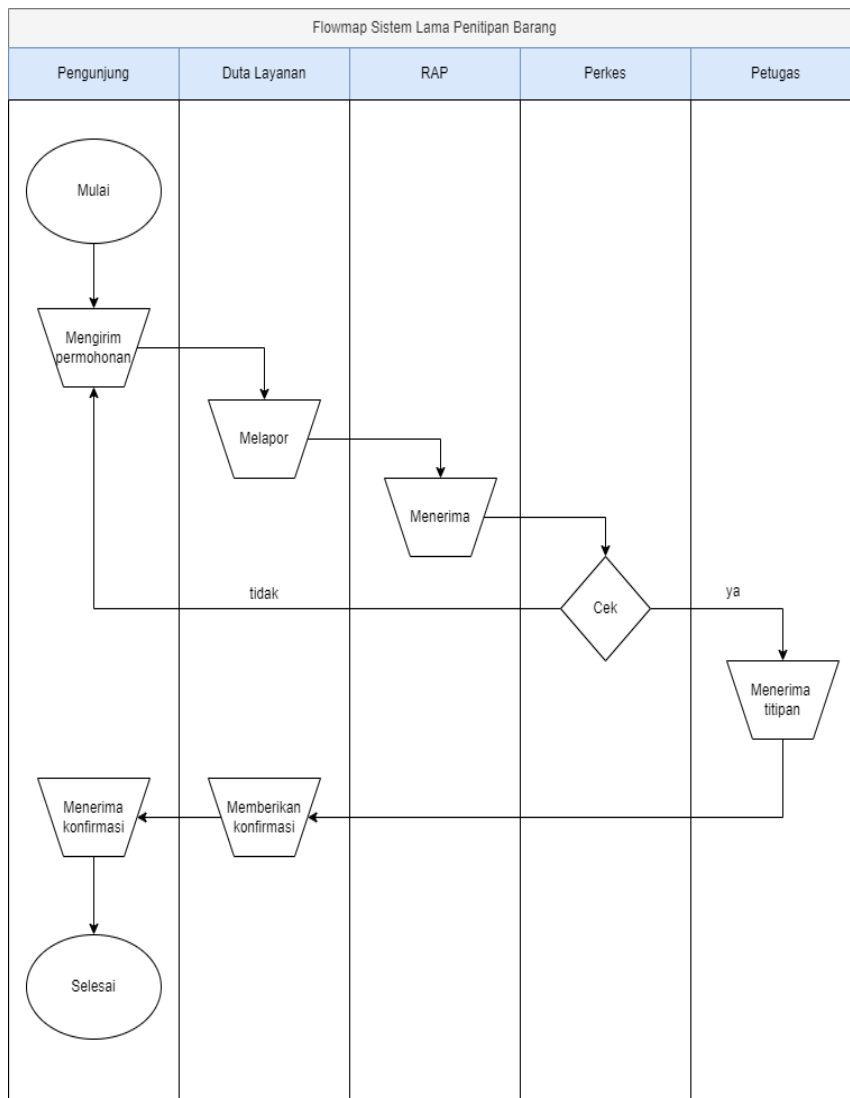 Flowmap Sistem Lama Penitipan Barang
Pengunjung
Duta Layanan
RAP
Perkes
Petugas
Mulai
Mengirim
permohonan
Melapor
Menerima
Cek
tidak
ya
Menerima
titipan
Memberikan
konfirmasi
Menerima
konfirmasi
Selesai